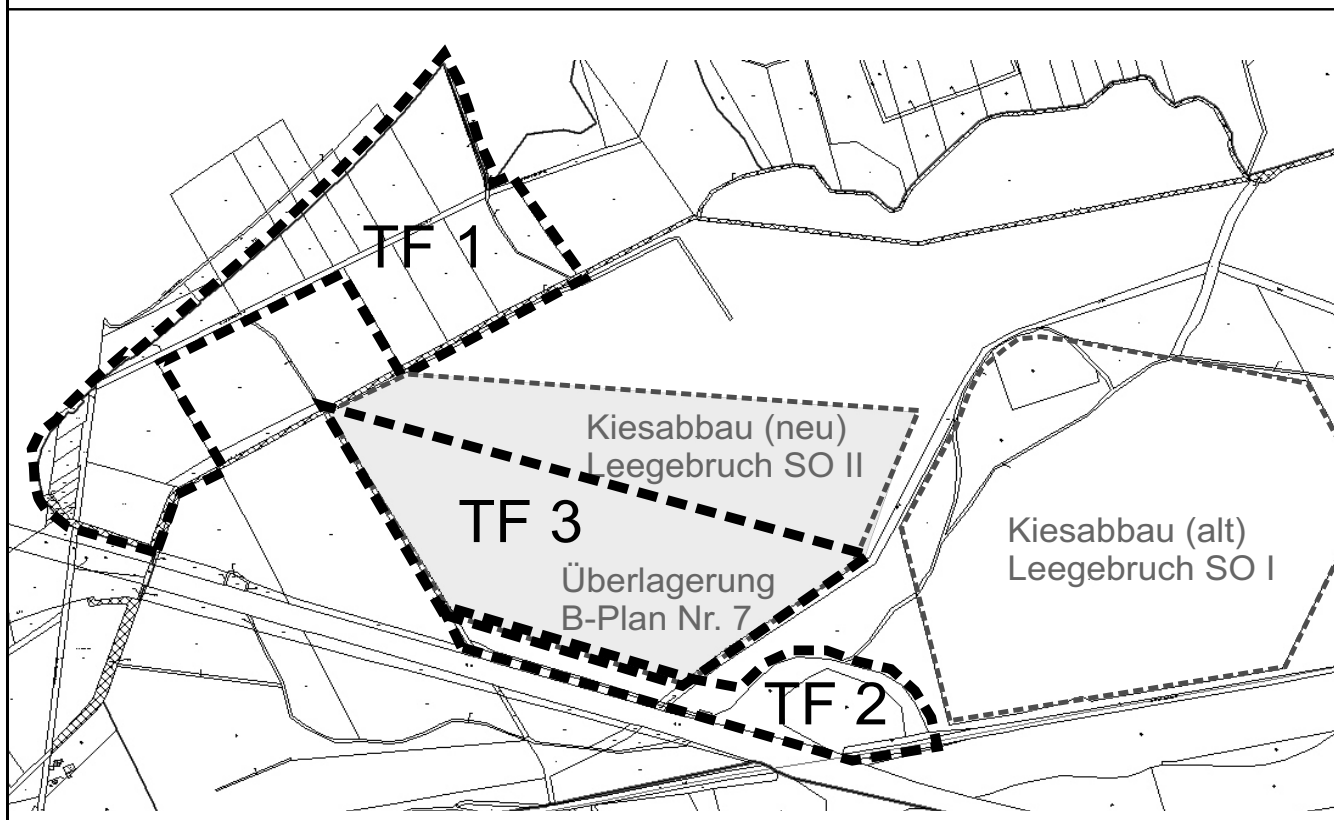 TF 1
Kiesabbau (neu)
Leegebruch SO II
TF 3
Kiesabbau (alt)
Leegebruch SO I
Überlagerung
B-Plan Nr. 7
TF 2